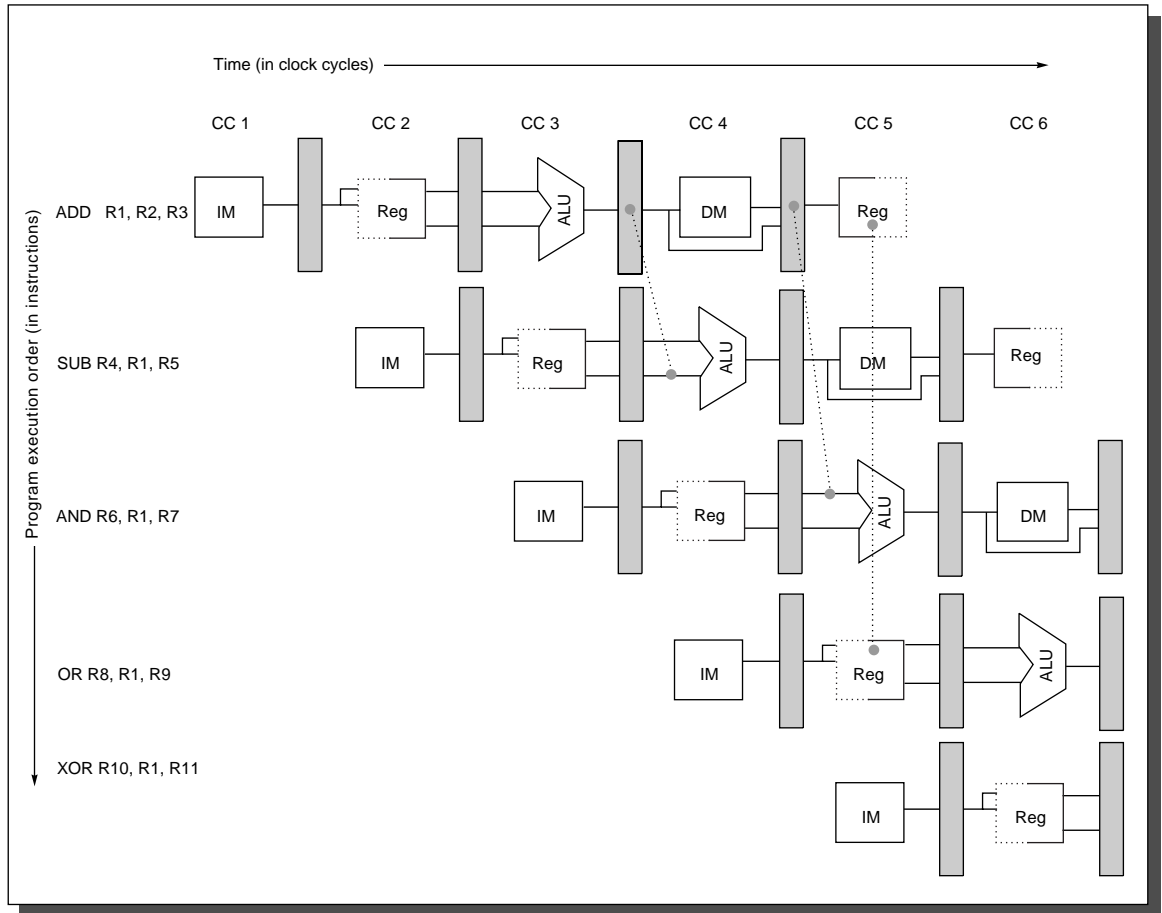 Time (in clock cycles)
CC 1 CC 2 CC 3 CC 4 CC 5 CC 6
Program execution order (in instructions)
ADD R1, R2, R3 IM Reg ALU DM Reg
SUB R4, R1, R5 IM Reg ALU DM Reg
AND R6, R1, R7 IM Reg ALU DM
OR R8, R1, R9 IM Reg ALU
XOR R10, R1, R11 IM Reg